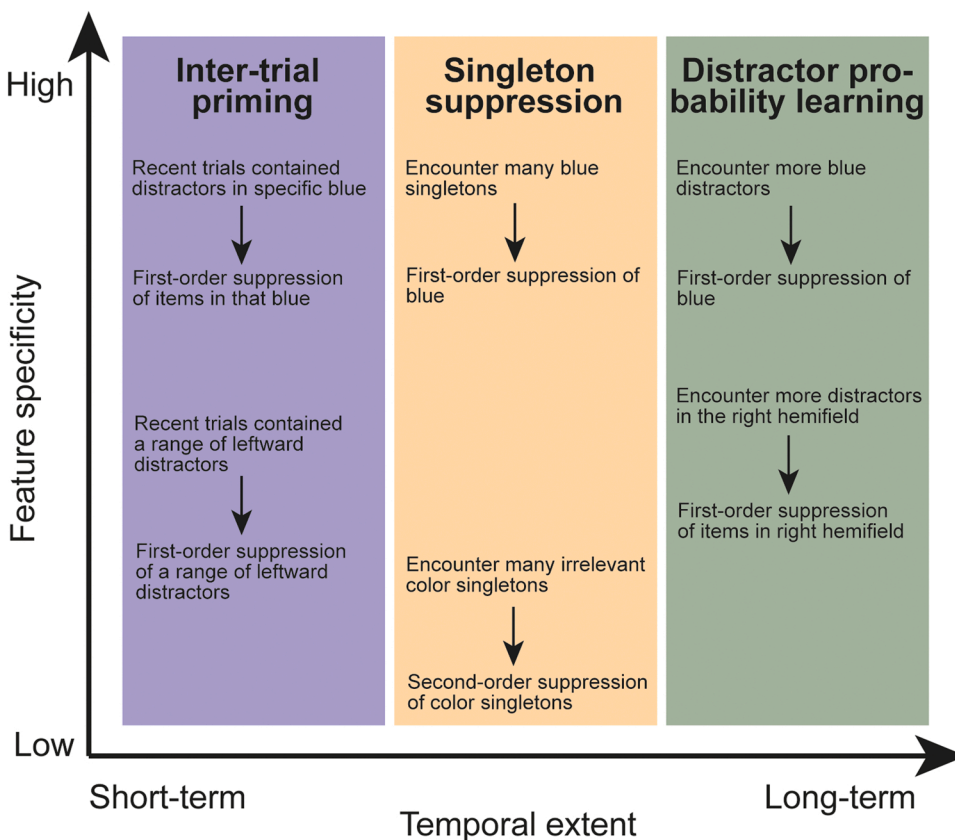 High
Feature specificity
Low
Inter-trial
priming
Recent trials contained
distractors in specific blue
First-order suppression
of items in that blue
Recent trials contained
a range of leftward
distractors
First-order suppression
of a range of leftward
distractors
Singleton
suppression
Encounter many blue
singletons
First-order suppression of
blue
Encounter many irrelevant
color singletons
Second-order suppression
of color singletons
Distractor pro-
bability learning
Encounter more blue
distractors
First-order suppression of
blue
Encounter more distractors
in the right hemifield
First-order suppression
of items in right hemifield
Short-term
Temporal extent
Long-term